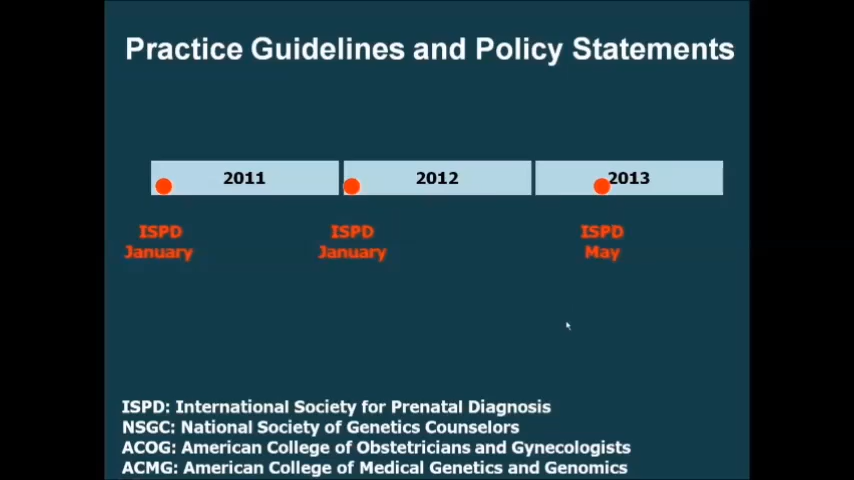 Practice Guidelines and Policy Statements
2011 2012 2013
ISPD ISPD ISPD
January January May
ISPD: International Society for Prenatal Diagnosis
NSGC: National Society of Genetics Counselors
ACOG: American College of Obstetricians and Gynecologists
ACMG: American College of Medical Genetics and Genomics